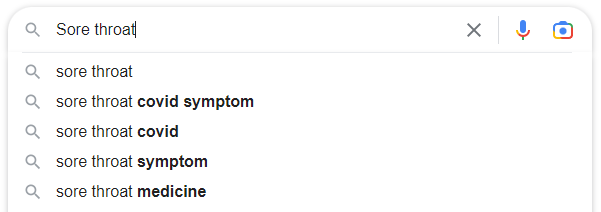 Sore throat
sore throat
sore throat covid symptom
sore throat covid
sore throat symptom
sore throat medicine